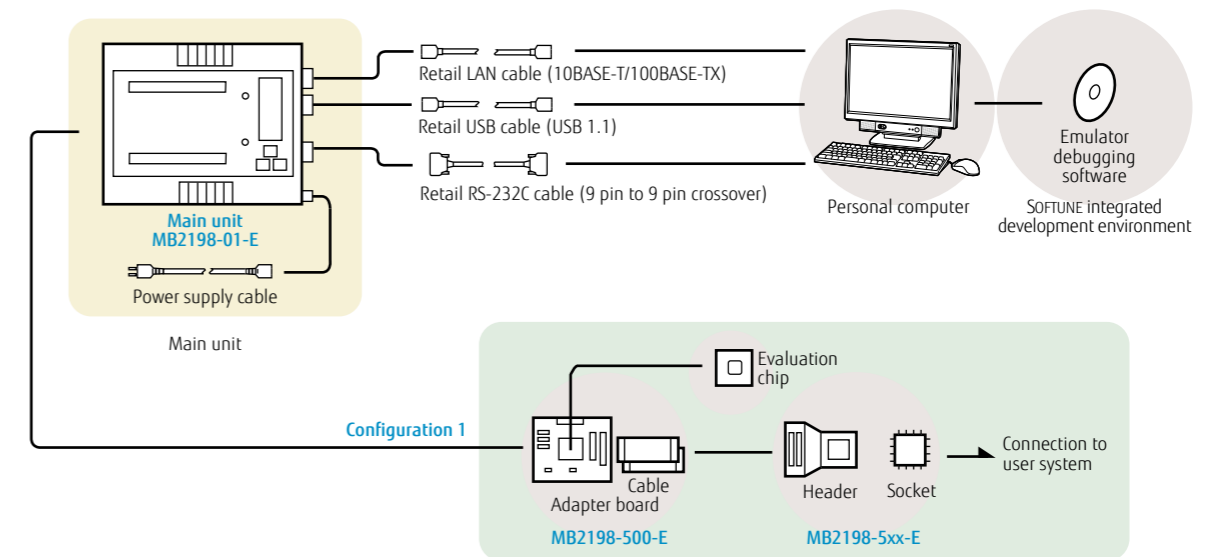 Retail LAN cable (10BASE-T/100BASE-TX)
Retail USB cable (USB 1.1)
Retail RS-232C cable (9 pin to 9 pin crossover)
Main unit
MB2198-01-E
Power supply cable
Main unit
Personal computer
Emulator
debugging
software
SOFTUNE integrated
development environment
Configuration 1
Evaluation
chip
Cable
Adapter board
MB2198-500-E
Header
Socket
MB2198-5xx-E
Connection to
user system